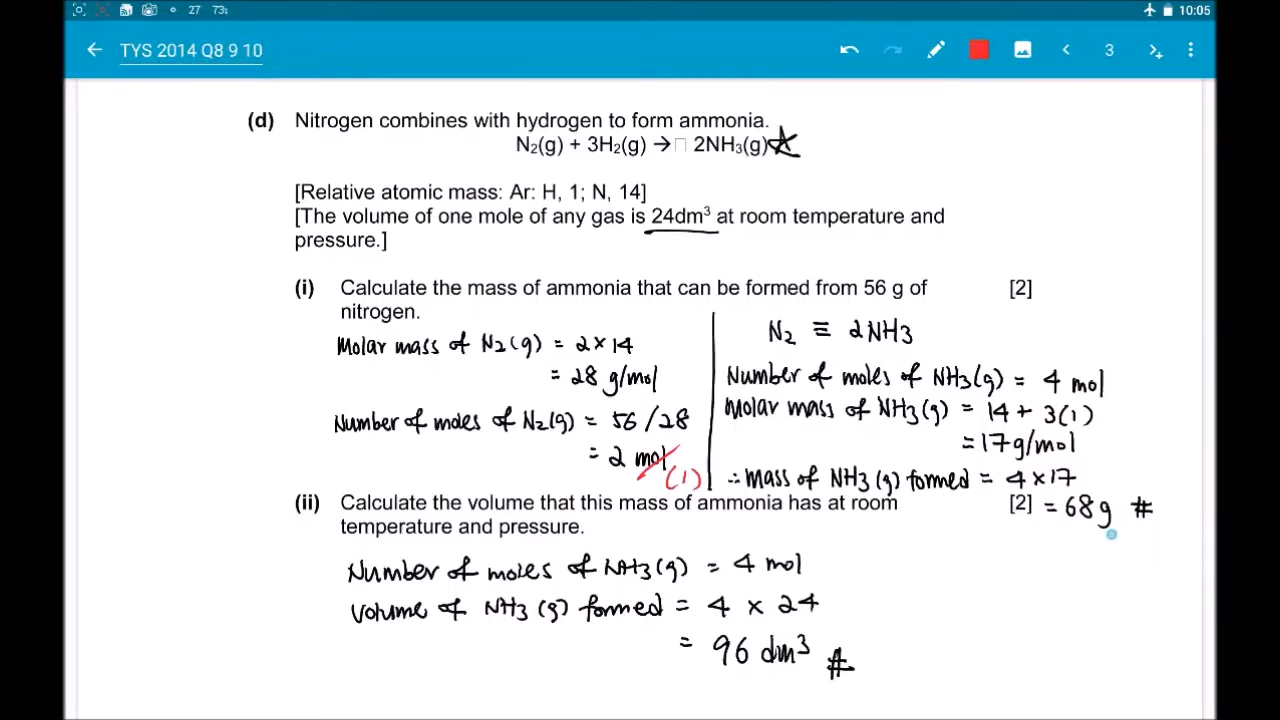 27 73% 10:05
TYS 2014 Q8 9 10
3
(d) Nitrogen combines with hydrogen to form ammonia.
N₂(g) + 3H₂(g) → 2NH₃(g)
[Relative atomic mass: Ar: H, 1; N, 14]
[The volume of one mole of any gas is 24dm³ at room temperature and
pressure.]
(i) Calculate the mass of ammonia that can be formed from 56 g of [2]
nitrogen.
Molar mass of N₂(g) = 2 × 14
= 28 g/mol
Number of moles of N₂(g) = 56 / 28
= 2 mol
(1)
N₂ ≡ 2NH₃
Number of moles of NH₃(g) = 4 mol
Molar mass of NH₃(g) = 14 + 3(1)
= 17 g/mol
∴ Mass of NH₃(g) formed = 4 × 17
= 68 g #
(ii) Calculate the volume that this mass of ammonia has at room [2]
temperature and pressure.
Number of moles of NH₃(g) = 4 mol
Volume of NH₃(g) formed = 4 × 24
= 96 dm³ #